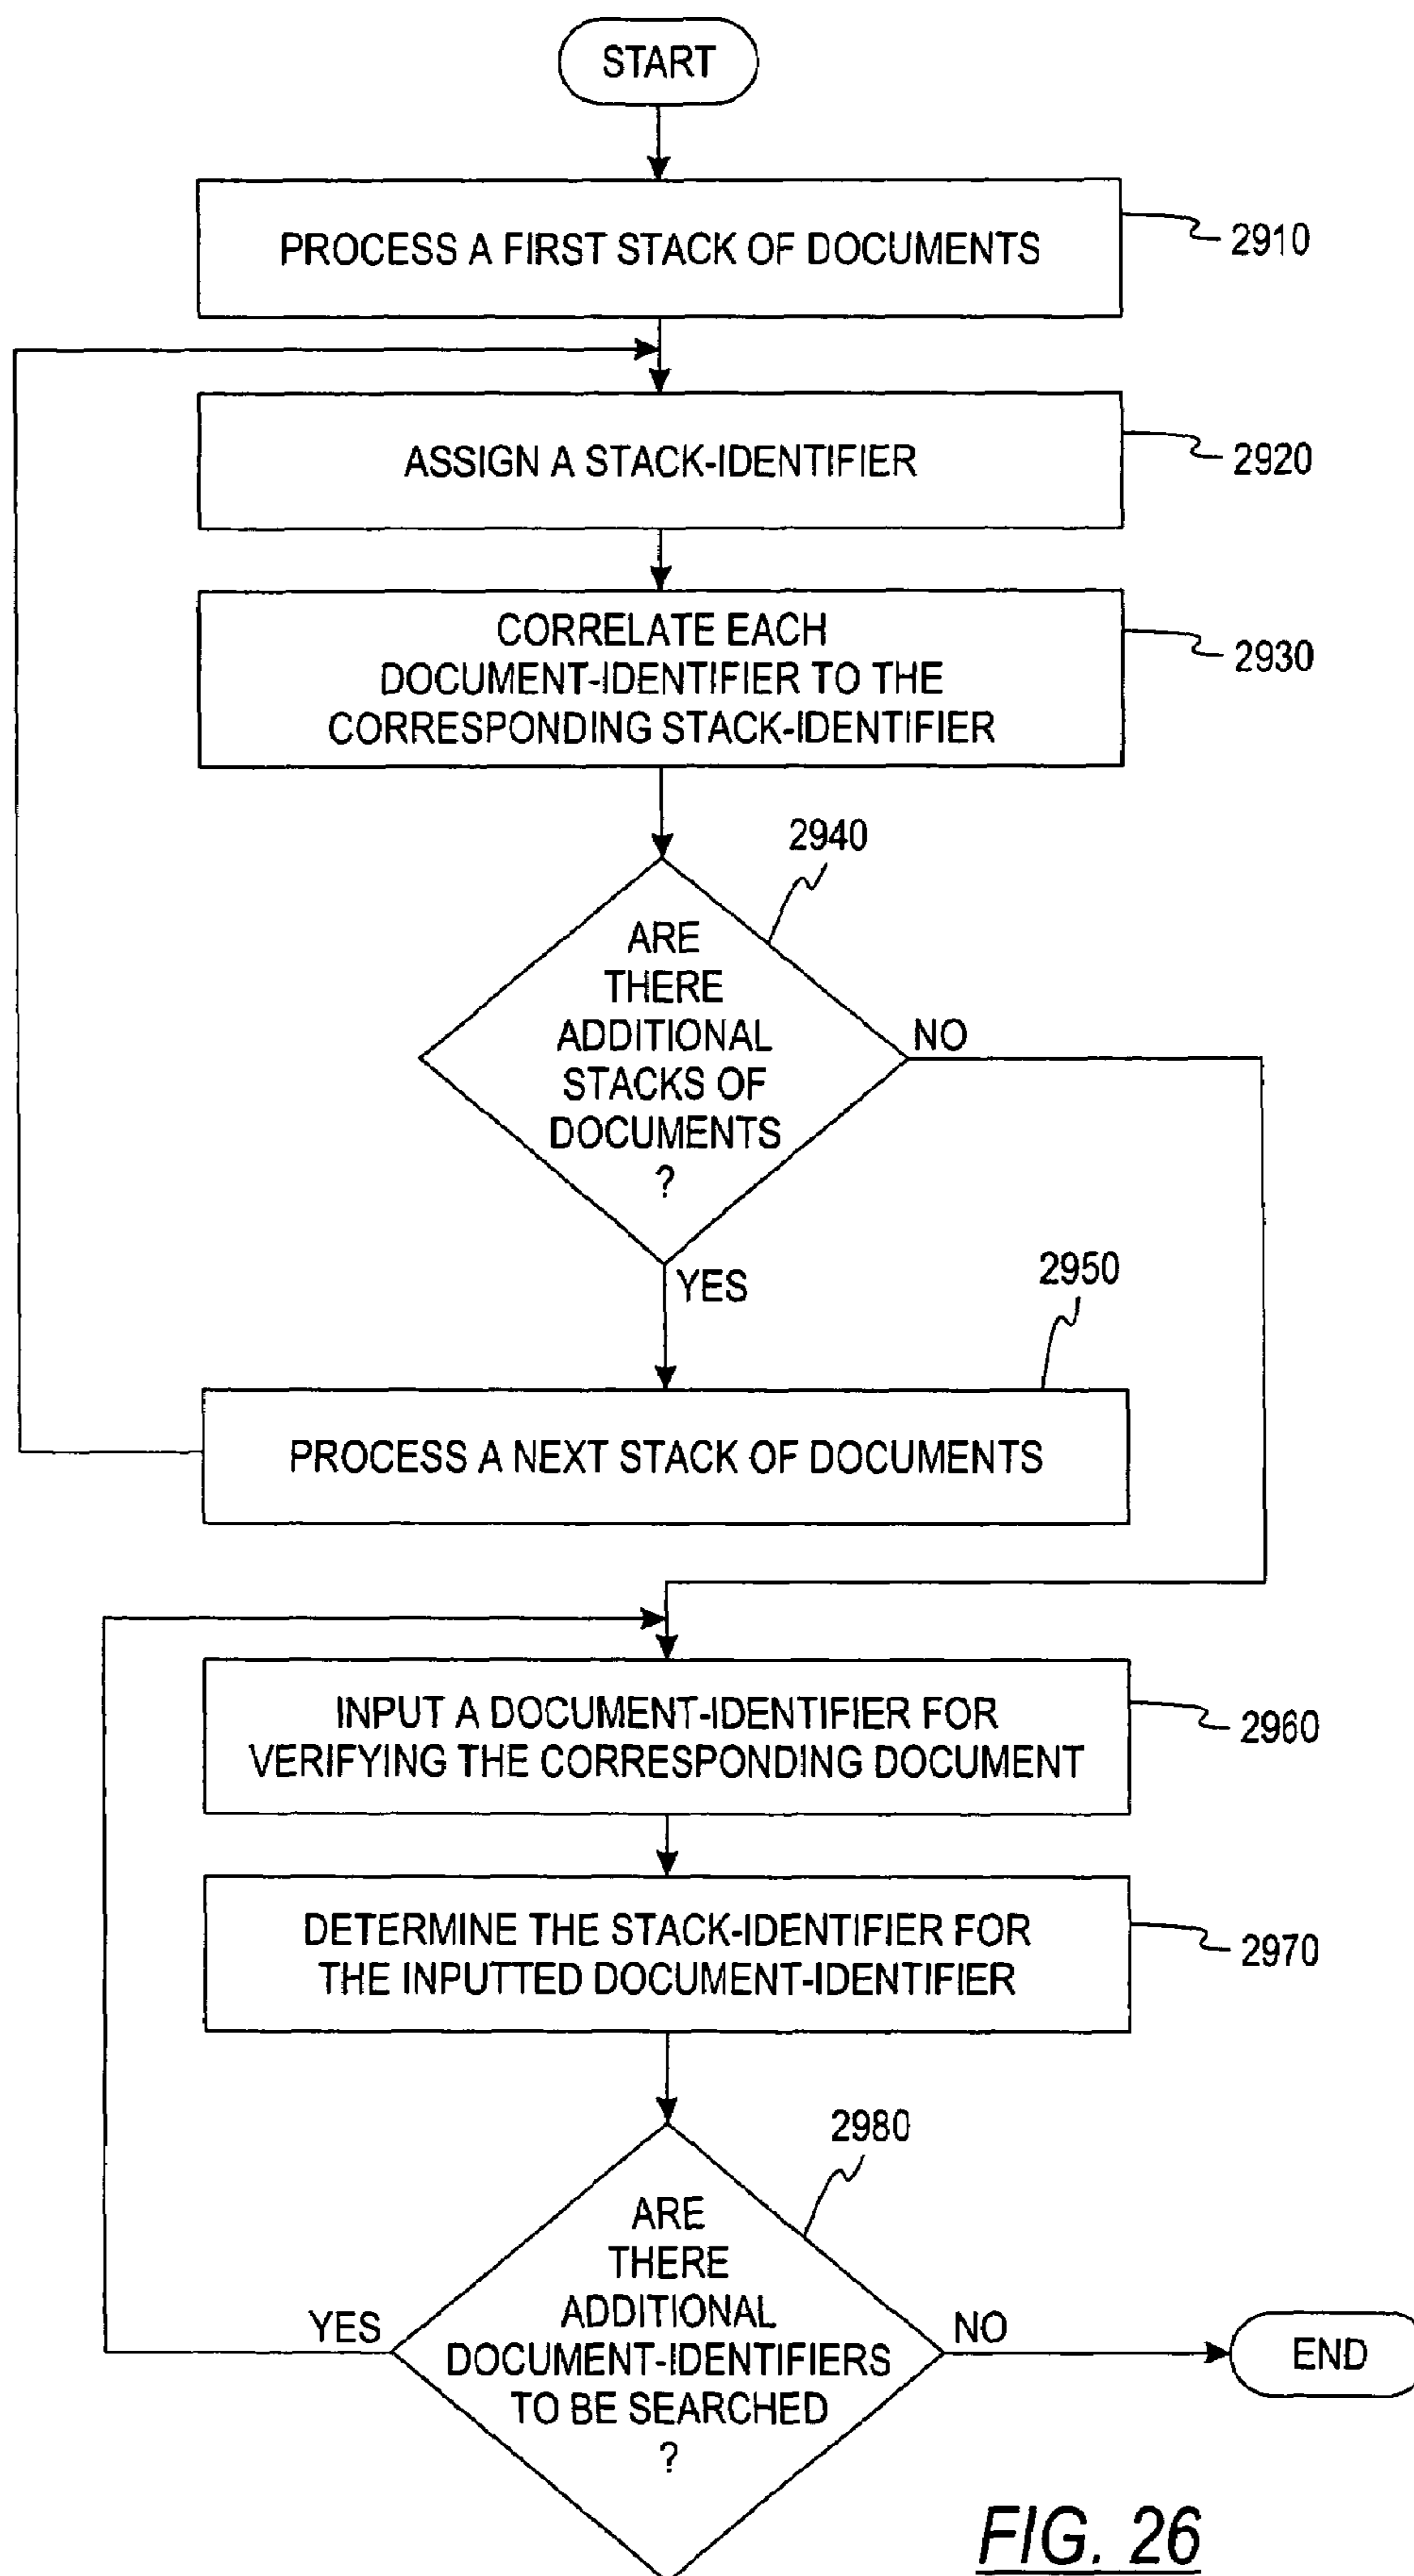 START
PROCESS A FIRST STACK OF DOCUMENTS
2910
ASSIGN A STACK-IDENTIFIER
2920
CORRELATE EACH
DOCUMENT-IDENTIFIER TO THE
CORRESPONDING STACK-IDENTIFIER
2930
2940
ARE
THERE
ADDITIONAL
STACKS OF
DOCUMENTS
?
NO
YES
2950
PROCESS A NEXT STACK OF DOCUMENTS
INPUT A DOCUMENT-IDENTIFIER FOR
VERIFYING THE CORRESPONDING DOCUMENT
2960
DETERMINE THE STACK-IDENTIFIER FOR
THE INPUTTED DOCUMENT-IDENTIFIER
2970
2980
ARE
THERE
ADDITIONAL
DOCUMENT-IDENTIFIERS
TO BE SEARCHED
?
YES
NO
END
FIG. 26